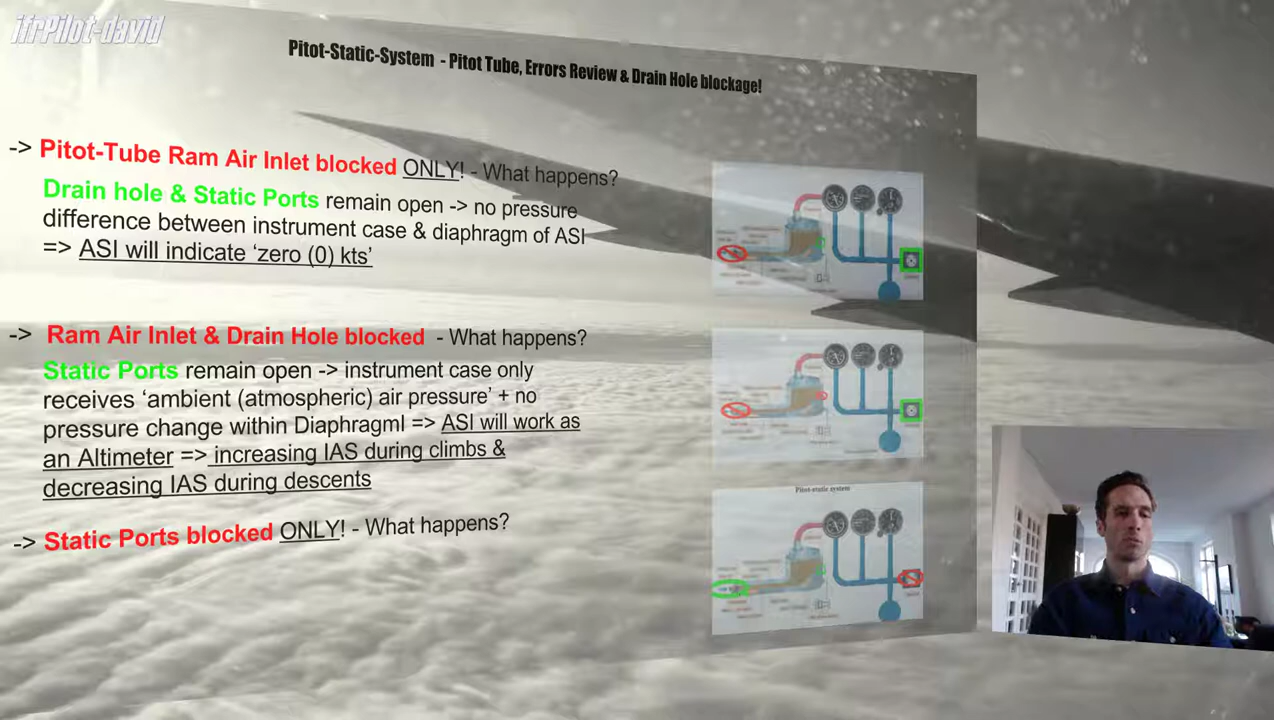 ifrPilot-david
Pitot-Static-System - Pitot Tube, Errors Review & Drain Hole blockage!
-> Pitot-Tube Ram Air Inlet blocked ONLY! - What happens?
Drain hole & Static Ports remain open -> no pressure
difference between instrument case & diaphragm of ASI
=> ASI will indicate ‘zero (0) kts’
-> Ram Air Inlet & Drain Hole blocked - What happens?
Static Ports remain open -> instrument case only
receives ‘ambient (atmospheric) air pressure’ + no
pressure change within Diaphragml => ASI will work as
an Altimeter => increasing IAS during climbs &
decreasing IAS during descents
-> Static Ports blocked ONLY! - What happens?
Pitot-static system